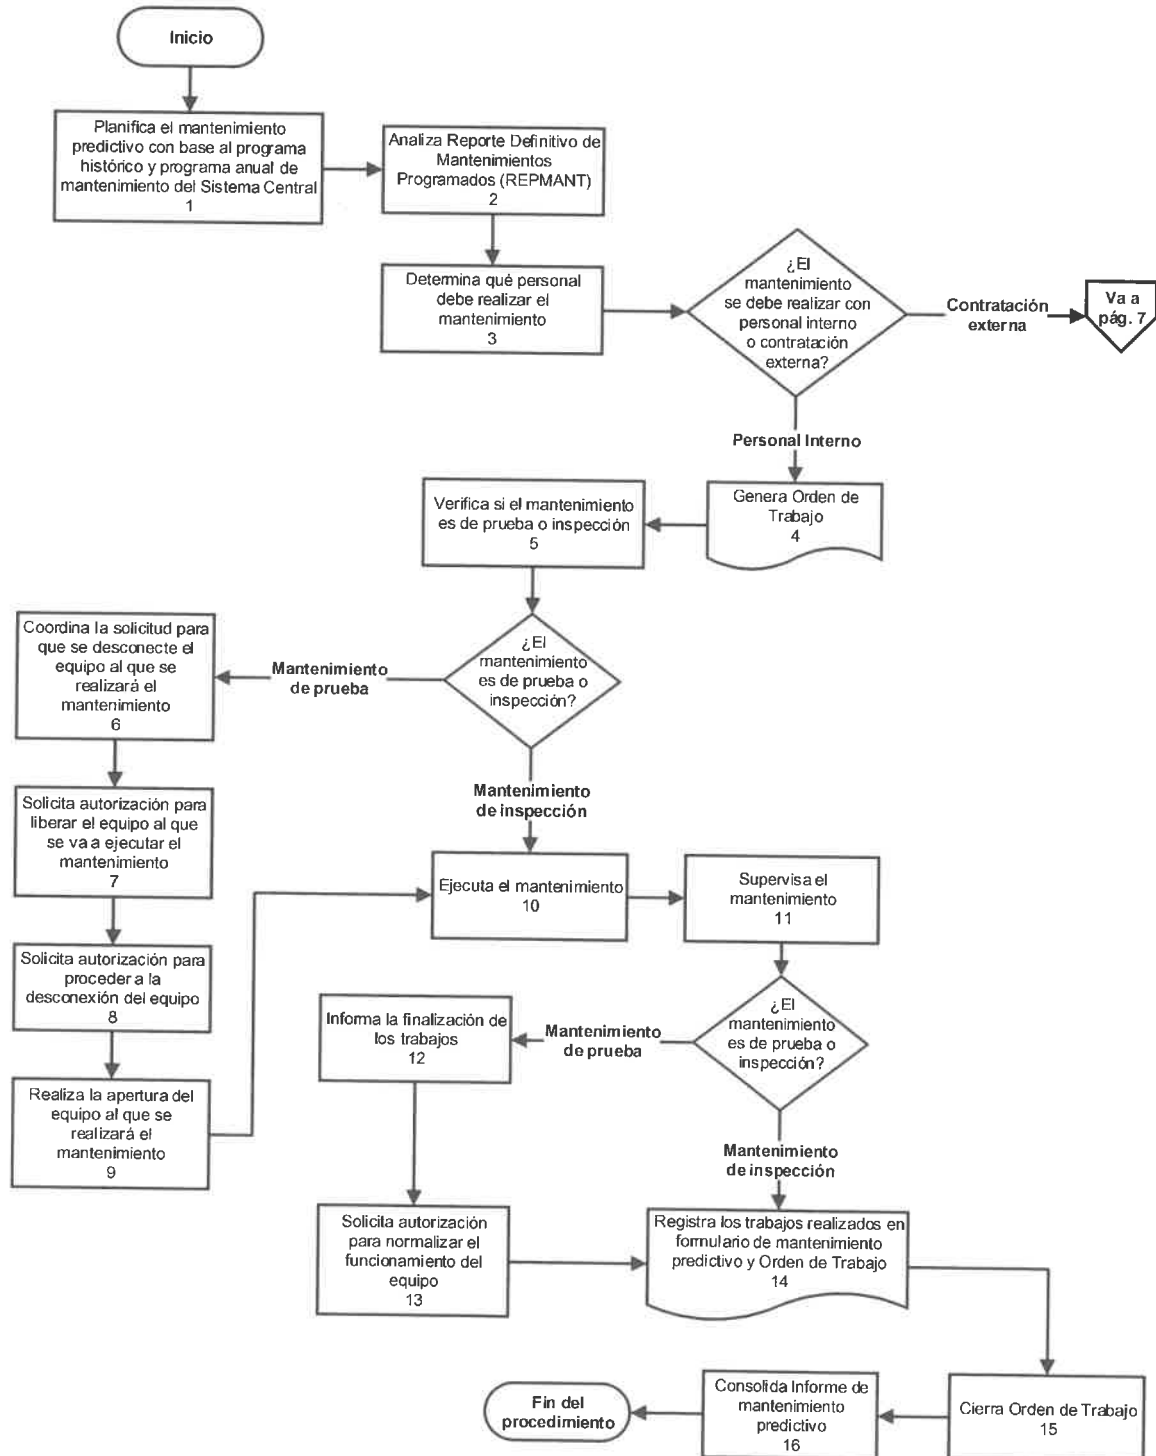 Inicio
Planifica el mantenimiento
predictivo con base al programa
histórico y programa anual de
mantenimiento del Sistema Central
1
Analiza Reporte Definitivo de
Mantenimientos
Programados (REPMANT)
2
Determina qué personal
debe realizar el
mantenimiento
3
¿El
mantenimiento
se debe realizar con
personal interno
o contratación
externa?
Contratación
externa
Va a
pág. 7
Personal Interno
Genera Orden de
Trabajo
4
Verifica si el mantenimiento
es de prueba o inspección
5
¿El
mantenimiento
es de prueba o
inspección?
Mantenimiento
de prueba
Coordina la solicitud para
que se desconecte el
equipo al que se
realizará el
mantenimiento
6
Solicita autorización para
liberar el equipo al que
se va a ejecutar el
mantenimiento
7
Solicita autorización para
proceder a la
desconexión del equipo
8
Realiza la apertura del
equipo al que se
realizará el
mantenimiento
9
Mantenimiento
de inspección
Ejecuta el mantenimiento
10
Supervisa el
mantenimiento
11
¿El
mantenimiento
es de prueba o
inspección?
Mantenimiento
de prueba
Informa la finalización de
los trabajos
12
Solicita autorización
para normalizar el
funcionamiento del
equipo
13
Mantenimiento
de inspección
Registra los trabajos realizados en
formulario de mantenimiento
predictivo y Orden de Trabajo
14
Cierra Orden de Trabajo
15
Consolida Informe de
mantenimiento
predictivo
16
Fin del
procedimiento